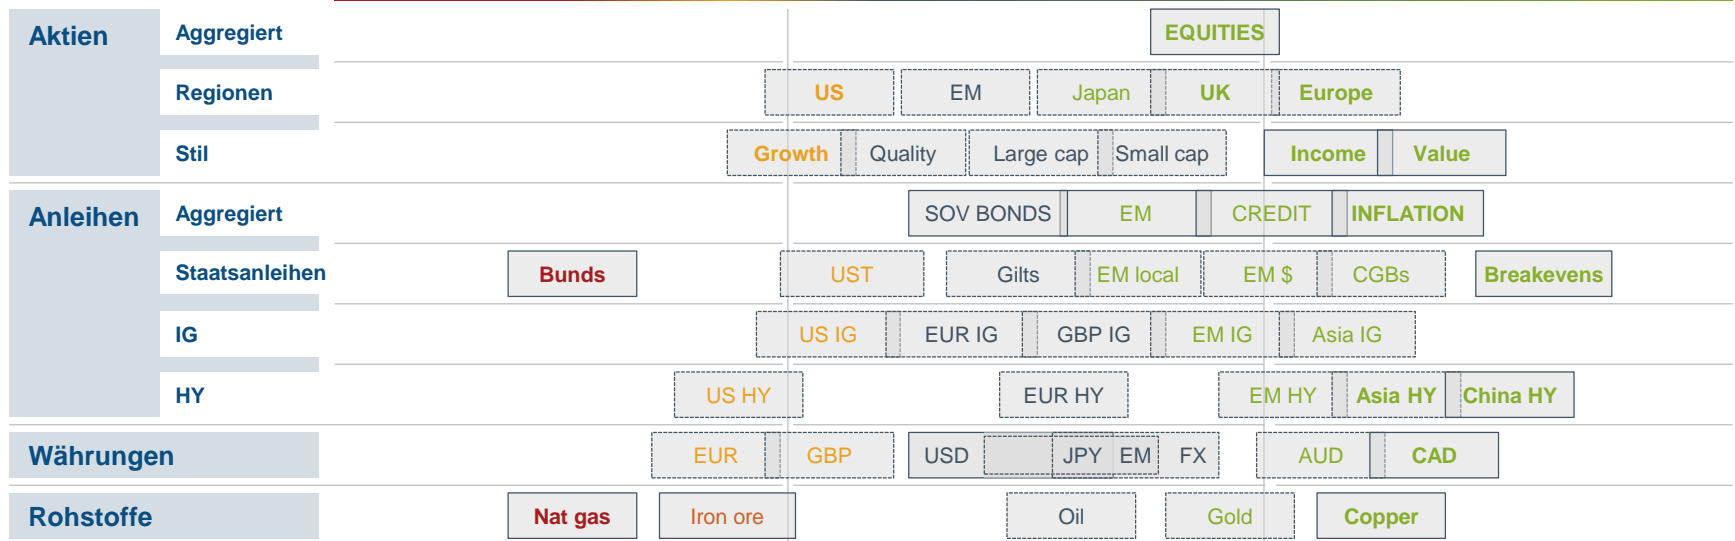 Aktien
Aggregiert
EQUITIES
Regionen
US EM Japan UK Europe
Stil
Growth Quality Large cap Small cap Income Value
Anleihen
Aggregiert
SOV BONDS EM CREDIT INFLATION
Staatsanleihen
Bunds UST Gilts EM local EM $ CGBs Breakevens
IG
US IG EUR IG GBP IG EM IG Asia IG
HY
US HY EUR HY EM HY Asia HY China HY
Währungen
EUR GBP USD JPY EM FX AUD CAD
Rohstoffe
Nat gas Iron ore Oil Gold Copper